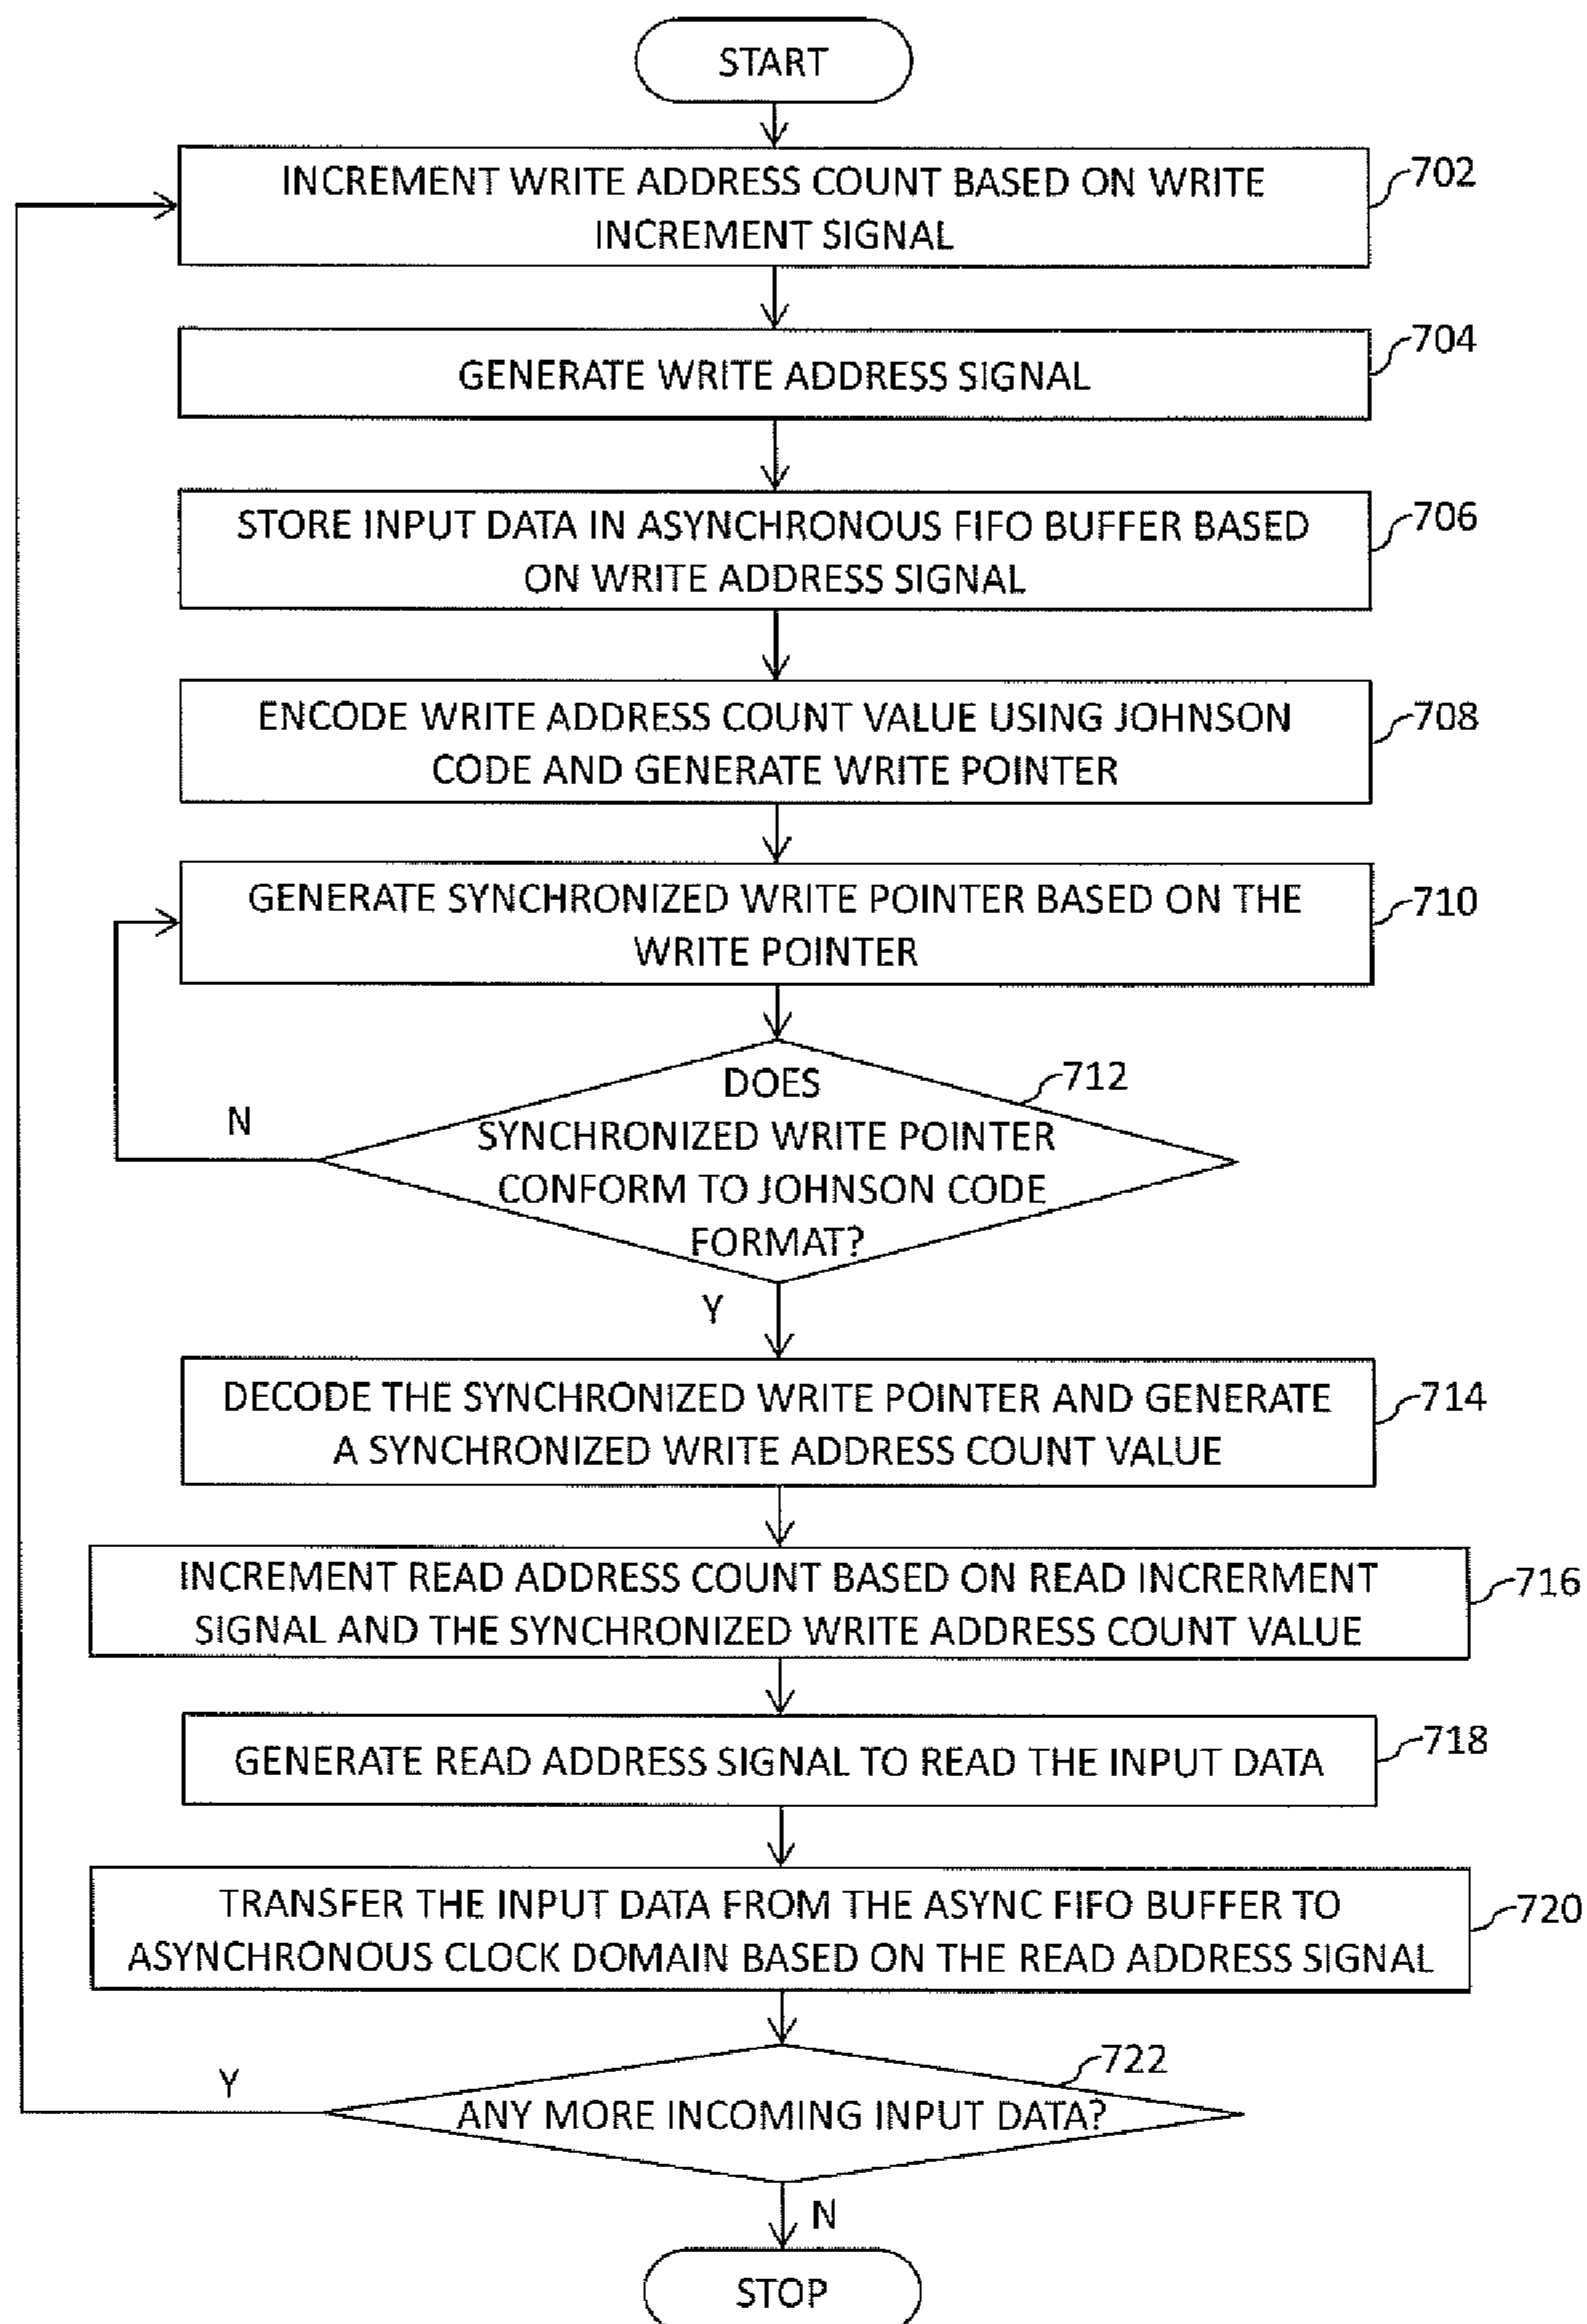 START
INCREMENT WRITE ADDRESS COUNT BASED ON WRITE
INCREMENT SIGNAL
702
GENERATE WRITE ADDRESS SIGNAL
704
STORE INPUT DATA IN ASYNCHRONOUS FIFO BUFFER BASED
ON WRITE ADDRESS SIGNAL
706
ENCODE WRITE ADDRESS COUNT VALUE USING JOHNSON
CODE AND GENERATE WRITE POINTER
708
GENERATE SYNCHRONIZED WRITE POINTER BASED ON THE
WRITE POINTER
710
DOES
SYNCHRONIZED WRITE POINTER
CONFORM TO JOHNSON CODE
FORMAT?
712
N
Y
DECODE THE SYNCHRONIZED WRITE POINTER AND GENERATE
A SYNCHRONIZED WRITE ADDRESS COUNT VALUE
714
INCREMENT READ ADDRESS COUNT BASED ON READ INCRERMENT
SIGNAL AND THE SYNCHRONIZED WRITE ADDRESS COUNT VALUE
716
GENERATE READ ADDRESS SIGNAL TO READ THE INPUT DATA
718
TRANSFER THE INPUT DATA FROM THE ASYNC FIFO BUFFER TO
ASYNCHRONOUS CLOCK DOMAIN BASED ON THE READ ADDRESS SIGNAL
720
722
Y
ANY MORE INCOMING INPUT DATA?
N
STOP